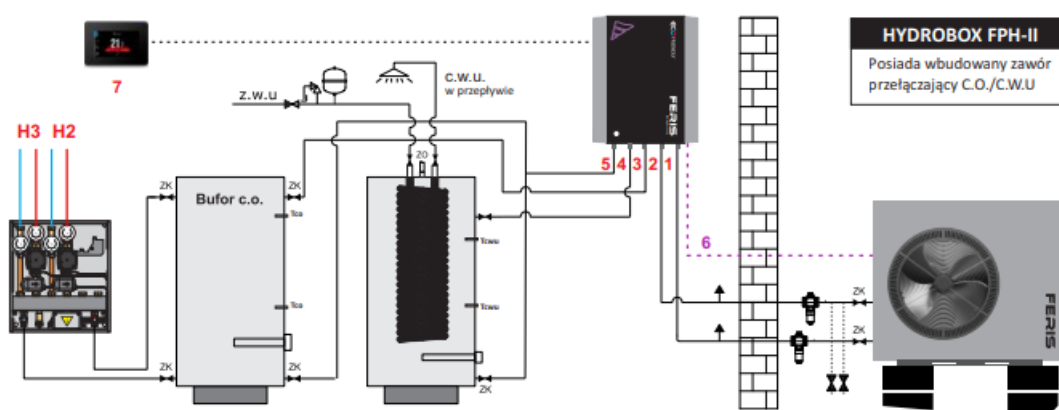 21
7
z.w.u
c.w.u.
w przepływie
FERIS
HYDROBOX FPH-II
Posiada wbudowany zawór
przełączający C.O./C.W.U
H3 H2
5 4 3 2 1
6
ZK
Bufor c.o.
ZK
ZO
Tco
Tco
ZK
ZK
Tcwu
Tcwu
ZK
ZK
ZK
FERIS